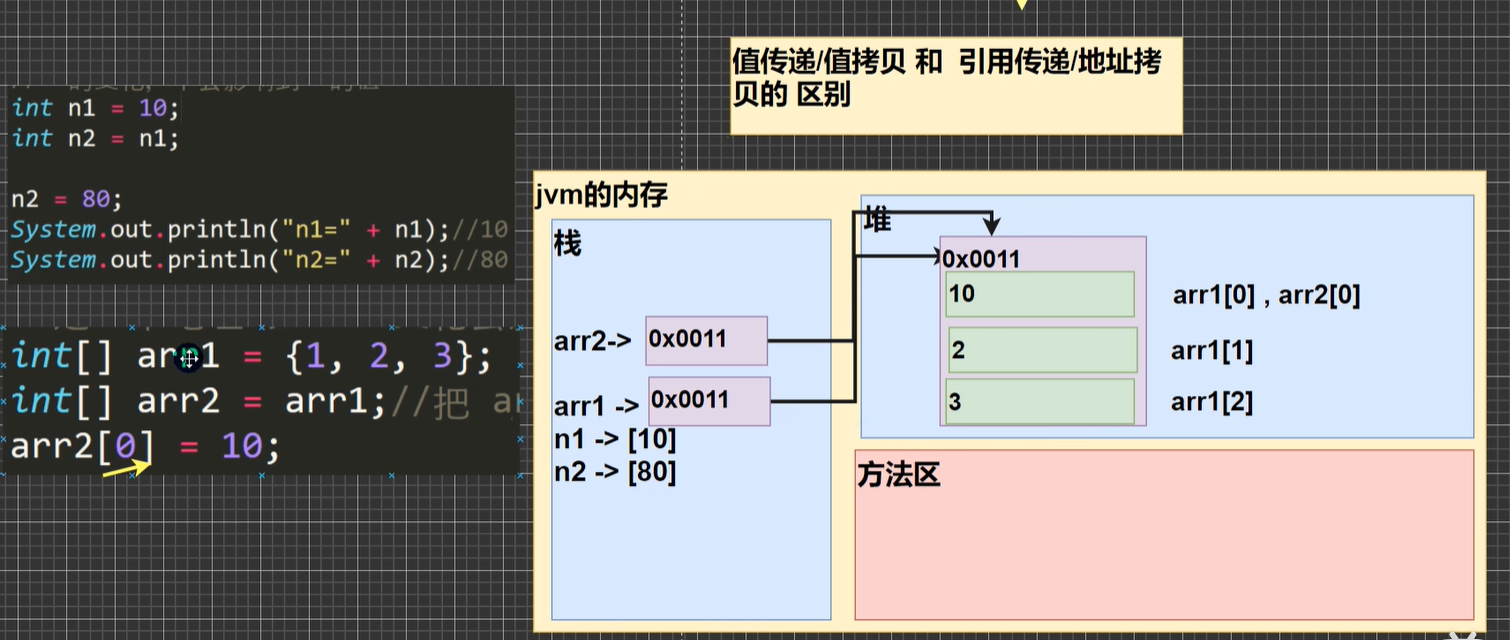 值传递/值拷贝 和 引用传递/地址拷
贝的 区别
int n1 = 10;
int n2 = n1;
n2 = 80;
System.out.println("n1=" + n1);//10
System.out.println("n2=" + n2);//80
int[] arr1 = {1, 2, 3};
int[] arr2 = arr1;//把
arr2[0] = 10;
jvm的内存
栈
arr2-> 0x0011
arr1 -> 0x0011
n1 -> [10]
n2 -> [80]
堆
0x0011
10 arr1[0] , arr2[0]
2 arr1[1]
3 arr1[2]
方法区